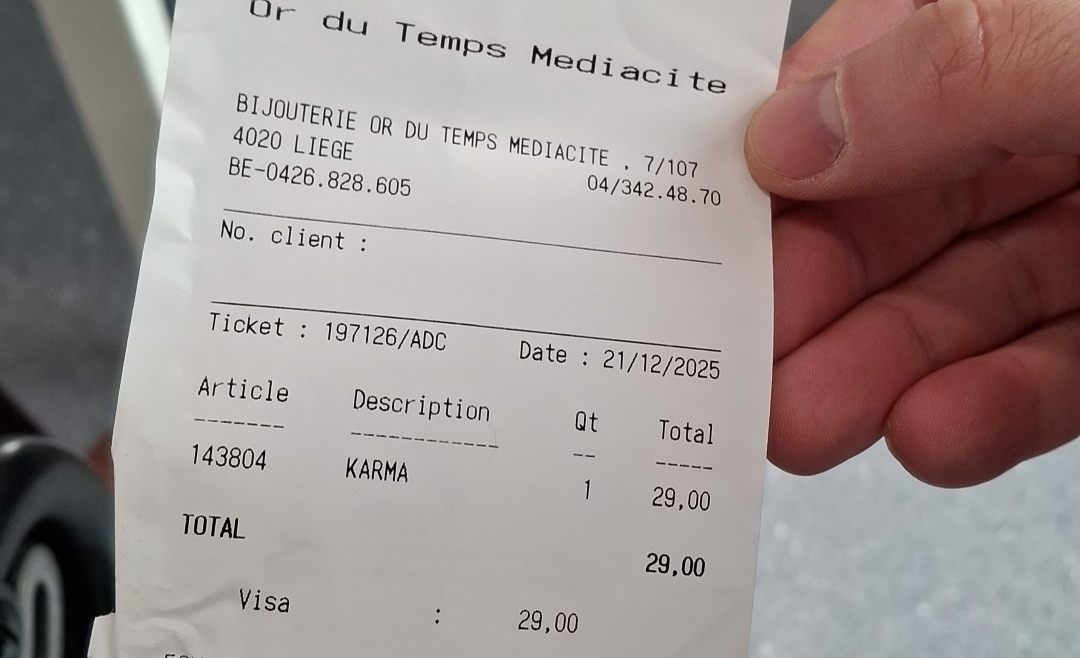 Or du Temps Mediacite
BIJOUTERIE OR DU TEMPS MEDIACITE , 7/107
4020 LIEGE
04/342.48.70
BE-0426.828.605
No. client :
Ticket : 197126/ADC Date : 21/12/2025
Article Description Qt Total
------- ------------ -- -----
143804 KARMA 1 29,00
TOTAL 29,00
Visa : 29,00